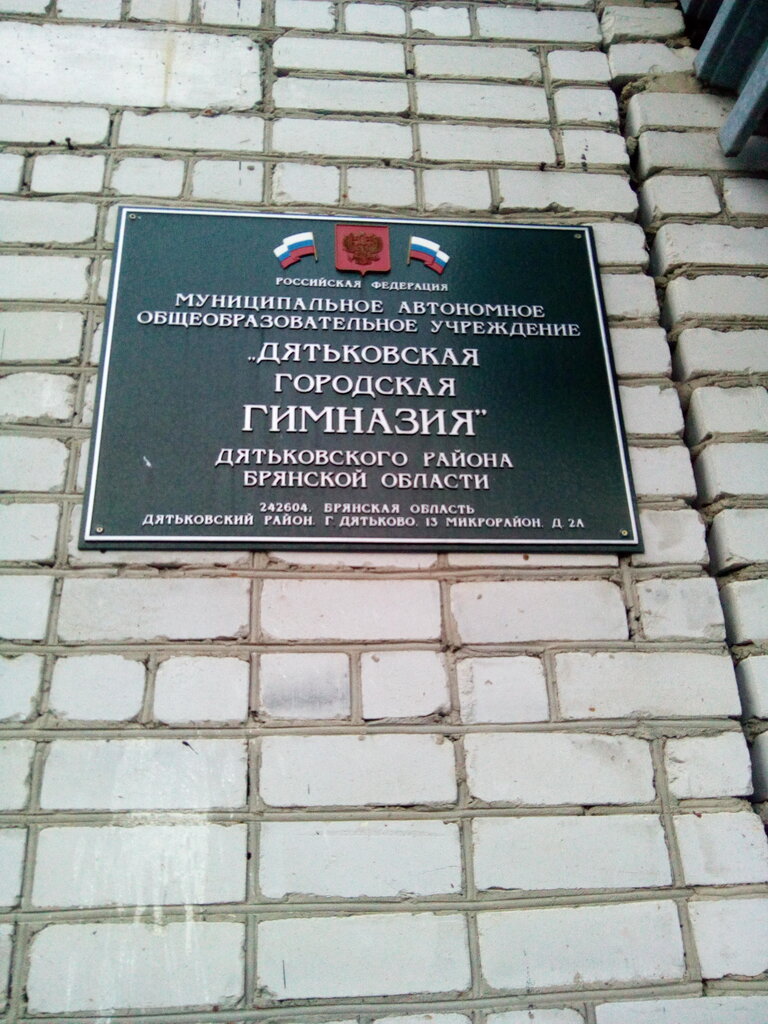 РОССИЙСКАЯ ФЕДЕРАЦИЯ
МУНИЦИПАЛЬНОЕ АВТОНОМНОЕ
ОБЩЕОБРАЗОВАТЕЛЬНОЕ УЧРЕЖДЕНИЕ
„ДЯТЬКОВСКАЯ
ГОРОДСКАЯ
ГИМНАЗИЯ”
ДЯТЬКОВСКОГО РАЙОНА
БРЯНСКОЙ ОБЛАСТИ
242604. БРЯНСКАЯ ОБЛАСТЬ
ДЯТЬКОВСКИЙ РАЙОН. Г. ДЯТЬКОВО. 13 МИКРОРАЙОН. Д. 2А